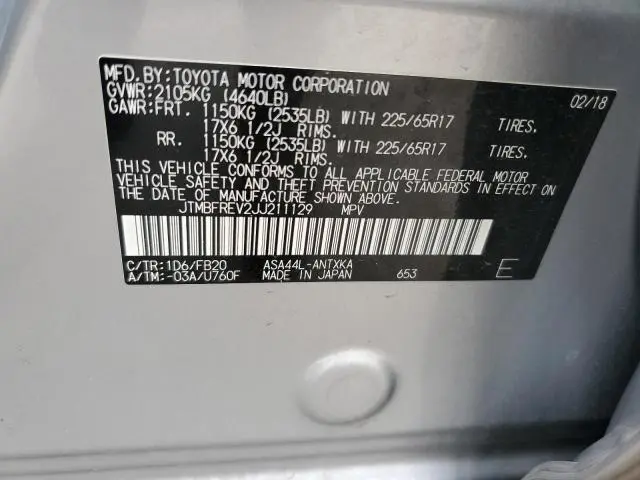 MFD. BY: TOYOTA MOTOR CORPORATION
GVWR: 2105KG (4640LB) 02/18
GAWR: FRT. 1150KG (2535LB) WITH 225/65R17 TIRES.
17X6 1/2J RIMS.
RR. 1150KG (2535LB) WITH 225/65R17 TIRES.
17X6 1/2J RIMS.
THIS VEHICLE CONFORMS TO ALL APPLICABLE FEDERAL MOTOR
VEHICLE SAFETY AND THEFT PREVENTION STANDARDS IN EFFECT ON
THE DATE OF MANUFACTURE SHOWN ABOVE.
JTMBFREV2JJ211129 MPV
C/TR: 1D6/FB20 ASA44L-ANTXKA
A/TM: -03A/U760F MADE IN JAPAN 653 E